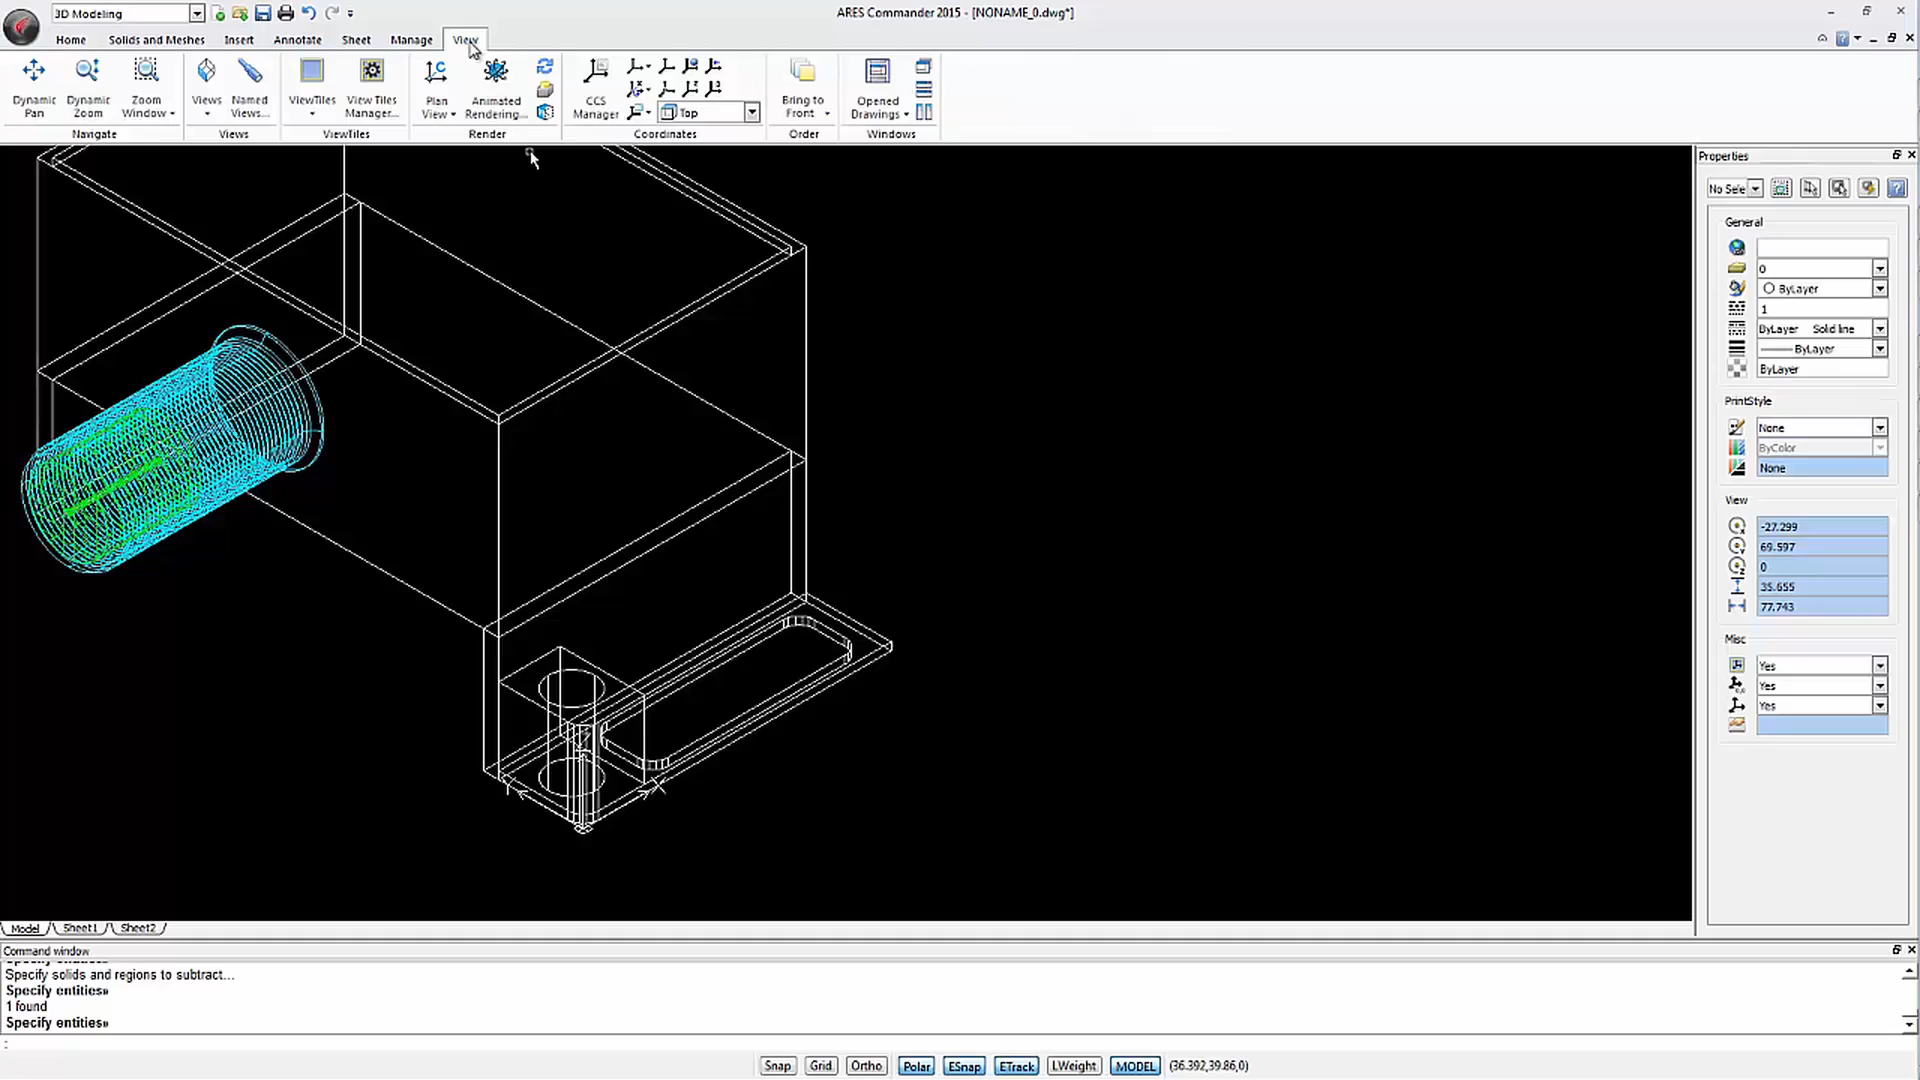 3D Modeling
ARES Commander 2015 - [NONAME_0.dwg*]
Home Solids and Meshes Insert Annotate Sheet Manage View
Dynamic Pan
Dynamic Zoom
Zoom Window
Navigate
Views
Named Views...
Views
ViewTiles
View Tiles Manager...
ViewTiles
Plan View
Animated Rendering...
Render
CCS Manager
Top
Coordinates
Bring to Front
Order
Opened Drawings
Windows
Properties
No Sele
General
0
ByLayer
1
ByLayer Solid line
ByLayer
ByLayer
PrintStyle
None
ByColor
None
View
-27.299
69.597
0
35.655
77.743
Misc
Yes
Yes
Yes
Y X
Model Sheet1 Sheet2
Command window
Specify entities»
Specify solids and regions to subtract...
Specify entities»
1 found
Specify entities»
:
Snap Grid Ortho Polar ESnap ETrack LWeight MODEL (36.392,39.86,0)